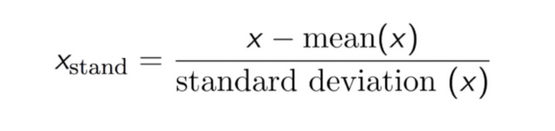 x_stand = x − mean(x) / standard deviation (x)